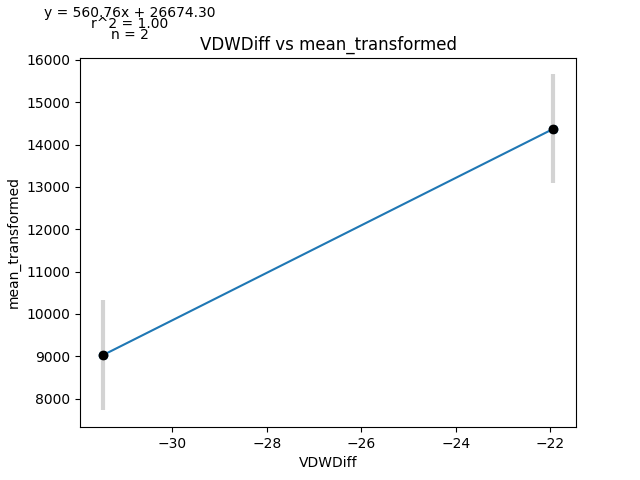 y = 560.76x + 26674.30
r^2 = 1.00
n = 2
VDWDiff vs mean_transformed
16000
15000
14000
13000
12000
11000
10000
9000
8000
mean_transformed
−30
−28
−26
−24
−22
VDWDiff